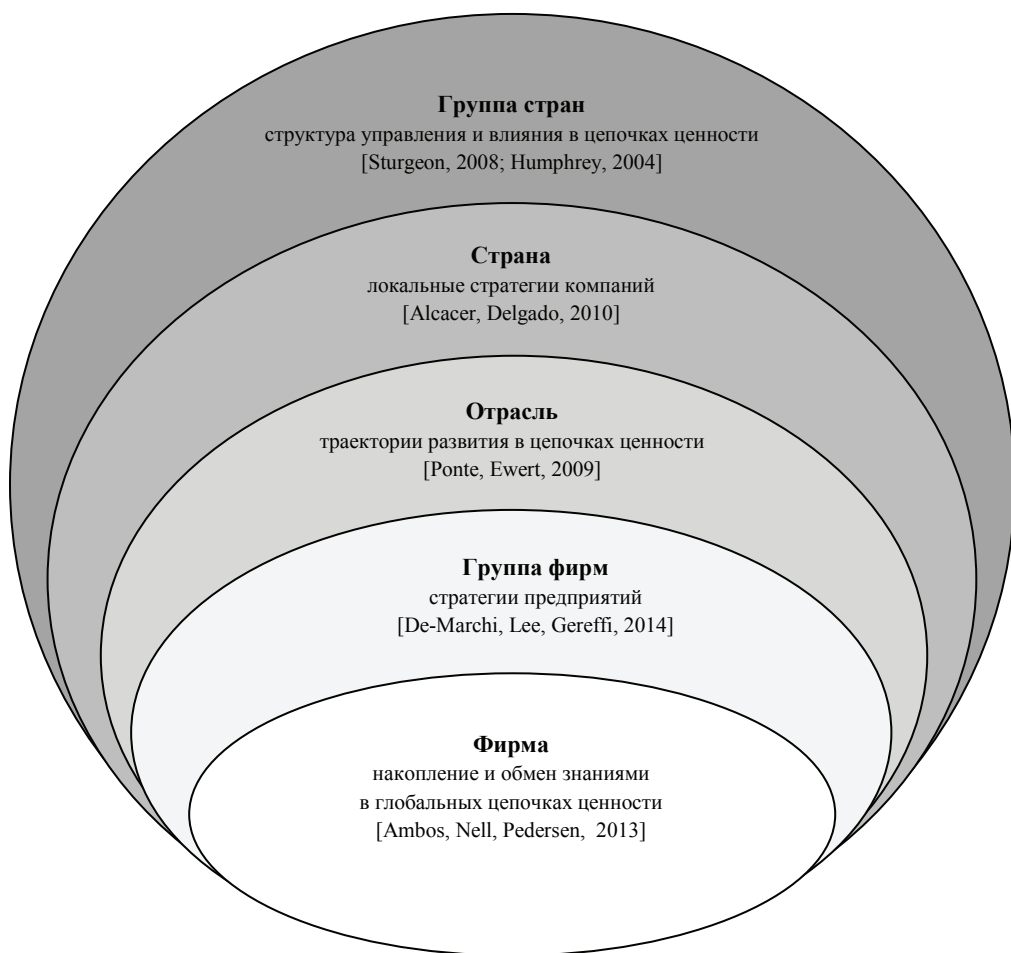 Группа стран
структура управления и влияния в цепочках ценности
[Sturgeon, 2008; Humphrey, 2004]
Страна
локальные стратегии компаний
[Alcacer, Delgado, 2010]
Отрасль
траектории развития в цепочках ценности
[Ponte, Ewert, 2009]
Группа фирм
стратегии предприятий
[De-Marchi, Lee, Gereffi, 2014]
Фирма
накопление и обмен знаниями
в глобальных цепочках ценности
[Ambos, Nell, Pedersen, 2013]